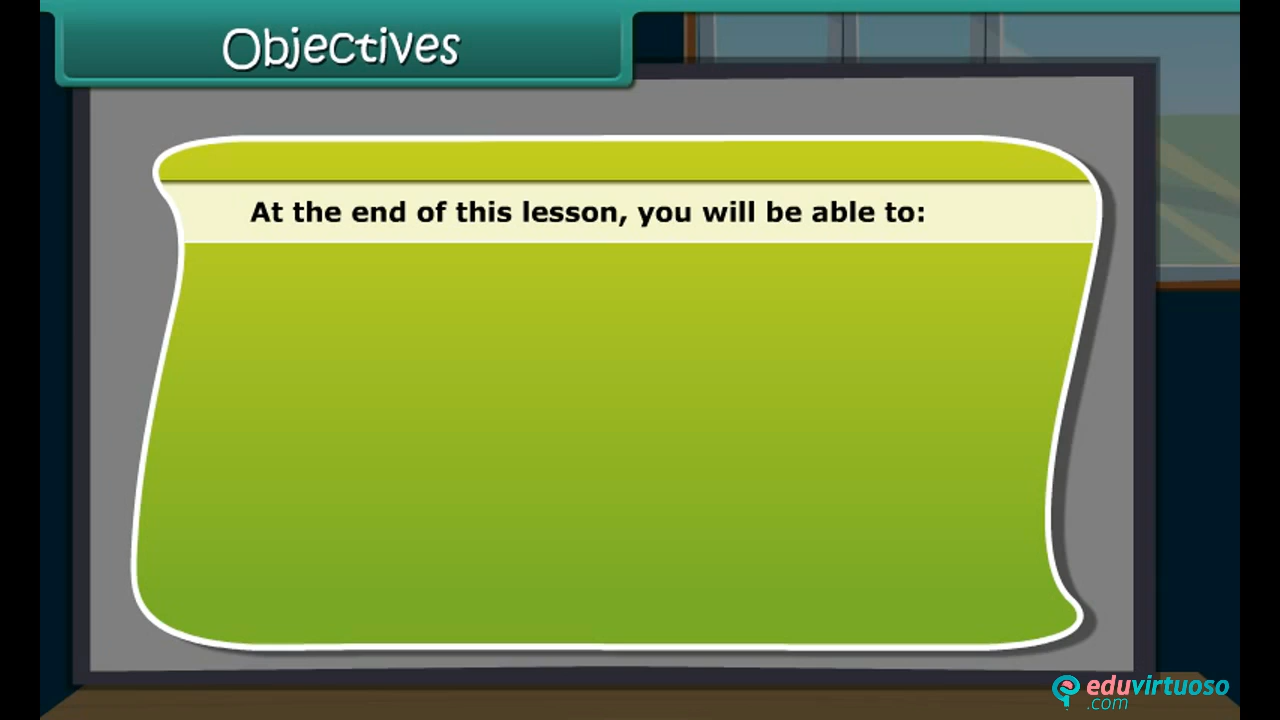 Objectives
At the end of this lesson, you will be able to:
eduvirtuoso
.com